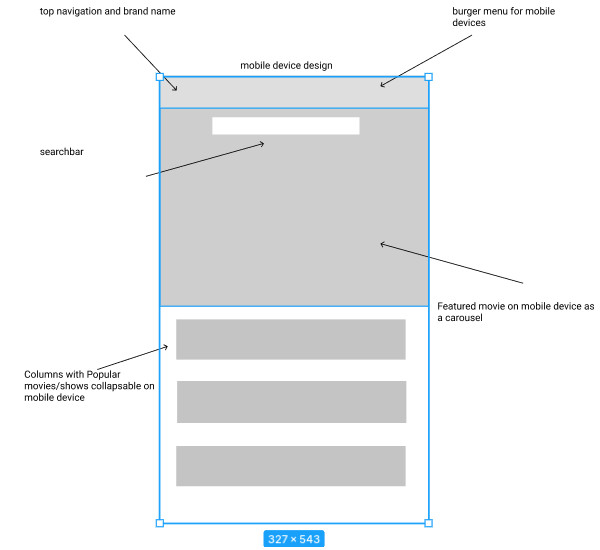 top navigation and brand name
burger menu for mobile
devices
mobile device design
searchbar
Featured movie on mobile device as
a carousel
Columns with Popular
movies/shows collapsable on
mobile device
327 × 543